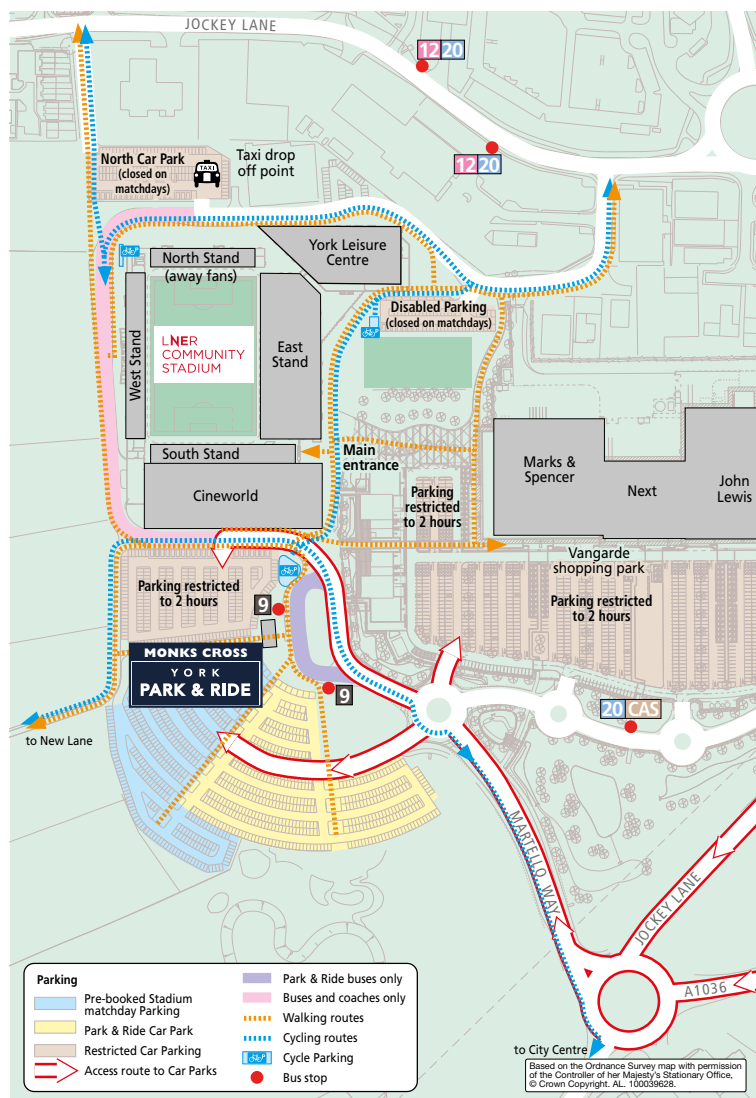 JOCKEY LANE
12 20
12 20
North Car Park
(closed on
matchdays)
TAXI
Taxi drop
off point
York Leisure
Centre
North Stand
(away fans)
Disabled Parking
(closed on matchdays)
West Stand
LNER
COMMUNITY
STADIUM
East
Stand
South Stand
Main
entrance
Cineworld
Parking
restricted
to 2 hours
Marks &
Spencer
Next
John
Lewis
Vangarde
shopping park
Parking restricted
to 2 hours
Parking restricted
to 2 hours
9
MONKS CROSS
YORK
PARK & RIDE
9
20 CAS
to New Lane
MARTELLO WAY
JOCKEY LANE
A1036
to City Centre
Parking
Pre-booked Stadium
matchday Parking
Park & Ride Car Park
Restricted Car Parking
Access route to Car Parks
Park & Ride buses only
Buses and coaches only
Walking routes
Cycling routes
Cycle Parking
Bus stop
Based on the Ordnance Survey map with permission
of the Controller of her Majesty's Stationary Office,
© Crown Copyright. AL. 100039628.